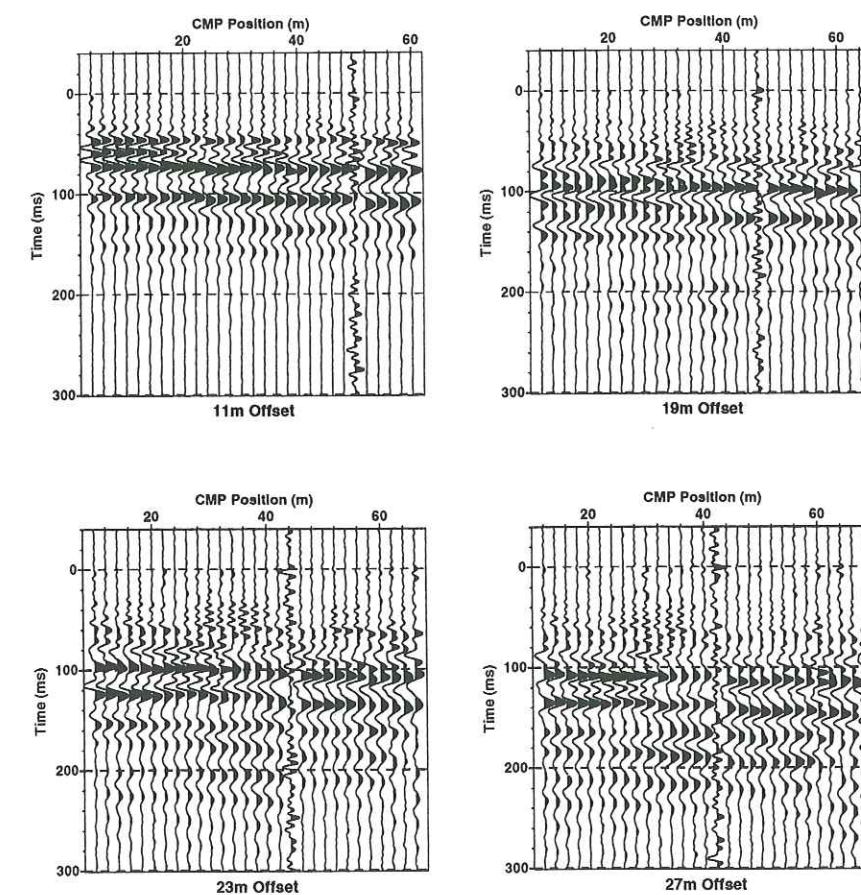 CMP Position (m)
20 40 60
0
100
200
300
Time (ms)
11m Offset
CMP Position (m)
20 40 60
0
100
200
300
Time (ms)
19m Offset
CMP Position (m)
20 40 60
0
100
200
300
Time (ms)
23m Offset
CMP Position (m)
20 40 60
0
100
200
300
Time (ms)
27m Offset